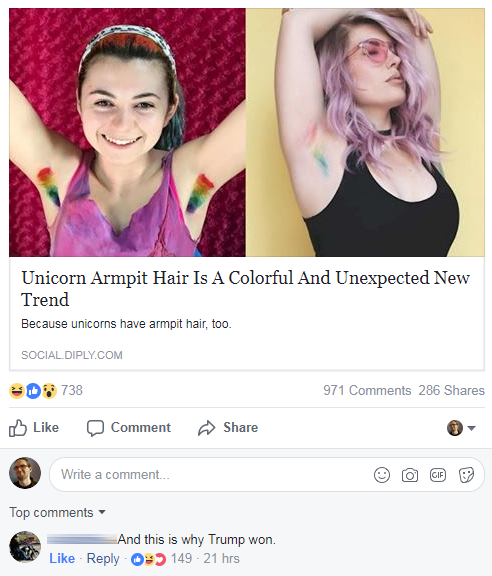 Unicorn Armpit Hair Is A Colorful And Unexpected New
Trend
Because unicorns have armpit hair, too.
SOCIAL.DIPLY.COM
738
971 Comments 286 Shares
Like Comment Share
Write a comment...
GIF
Top comments
And this is why Trump won.
Like · Reply · 149 · 21 hrs